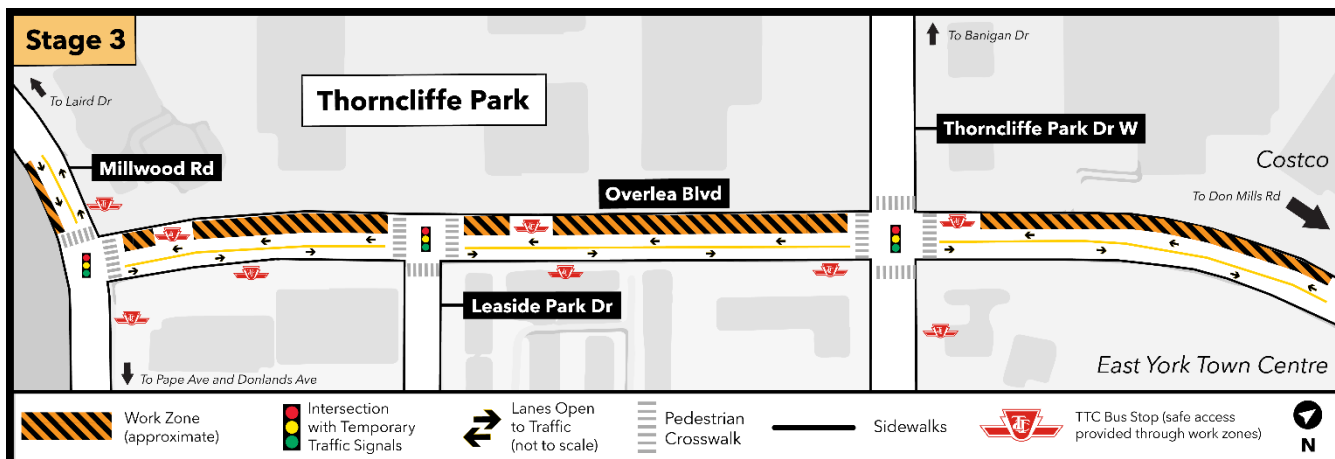 Stage 3
To Laird Dr
Thorncliffe Park
To Banigan Dr
Millwood Rd
Thorncliffe Park Dr W
Costco
Overlea Blvd
To Don Mills Rd
Leaside Park Dr
To Pape Ave and Donlands Ave
East York Town Centre
Work Zone
(approximate)
Intersection
with Temporary
Traffic Signals
Lanes Open
to Traffic
(not to scale)
Pedestrian
Crosswalk
Sidewalks
TTC
TTC Bus Stop (safe access
provided through work zones)
N